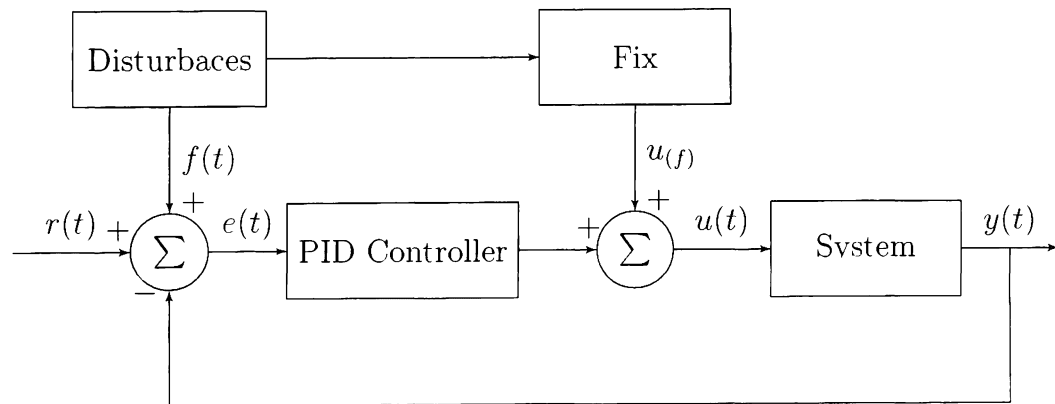 Disturbaces
Fix
f(t)
u(f)
+
+
r(t)
+
e(t)
+
u(t)
y(t)
Σ
PID Controller
Σ
Svstem
−